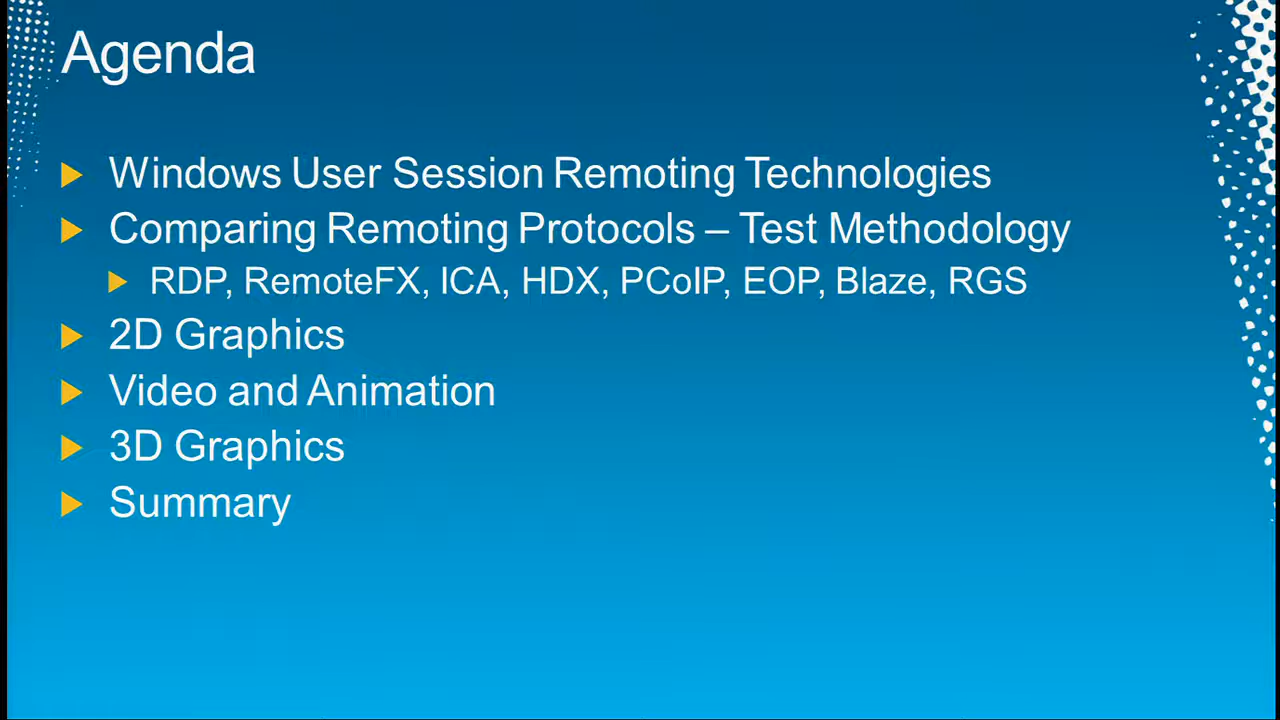 Agenda
Windows User Session Remoting Technologies
Comparing Remoting Protocols – Test Methodology
RDP, RemoteFX, ICA, HDX, PCoIP, EOP, Blaze, RGS
2D Graphics
Video and Animation
3D Graphics
Summary